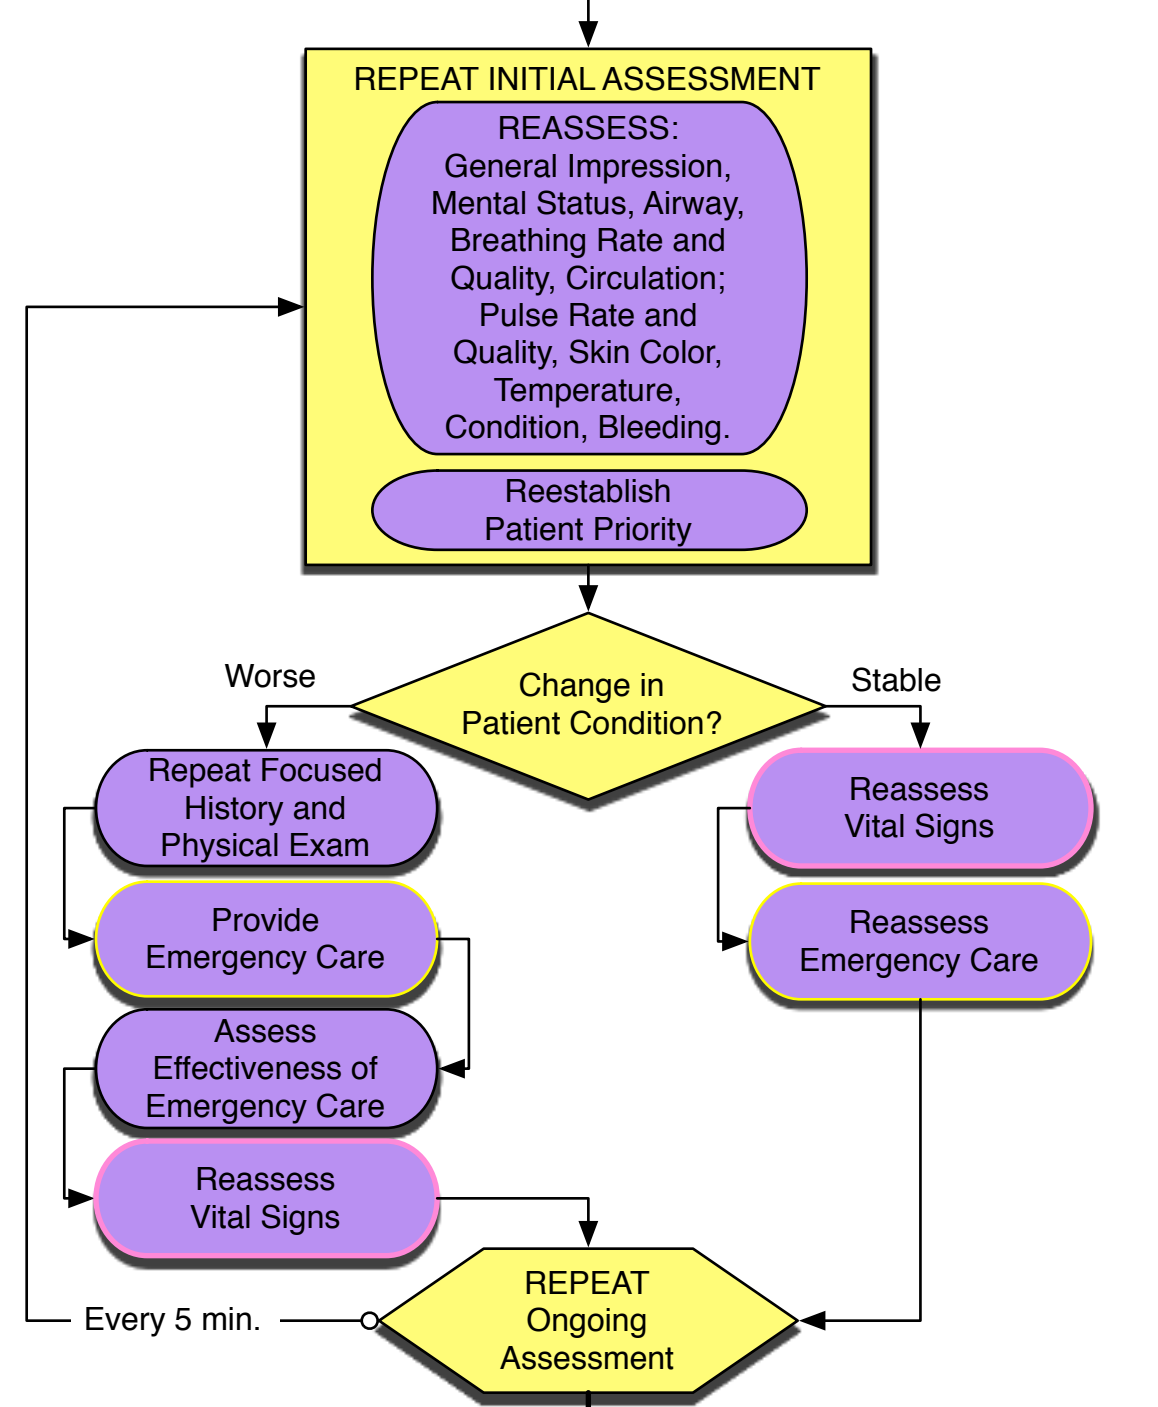 REPEAT INITIAL ASSESSMENT
REASSESS:
General Impression,
Mental Status, Airway,
Breathing Rate and
Quality, Circulation;
Pulse Rate and
Quality, Skin Color,
Temperature,
Condition, Bleeding.
Reestablish
Patient Priority
Change in
Patient Condition?
Worse
Repeat Focused
History and
Physical Exam
Provide
Emergency Care
Assess
Effectiveness of
Emergency Care
Reassess
Vital Signs
Stable
Reassess
Vital Signs
Reassess
Emergency Care
REPEAT
Ongoing
Assessment
Every 5 min.